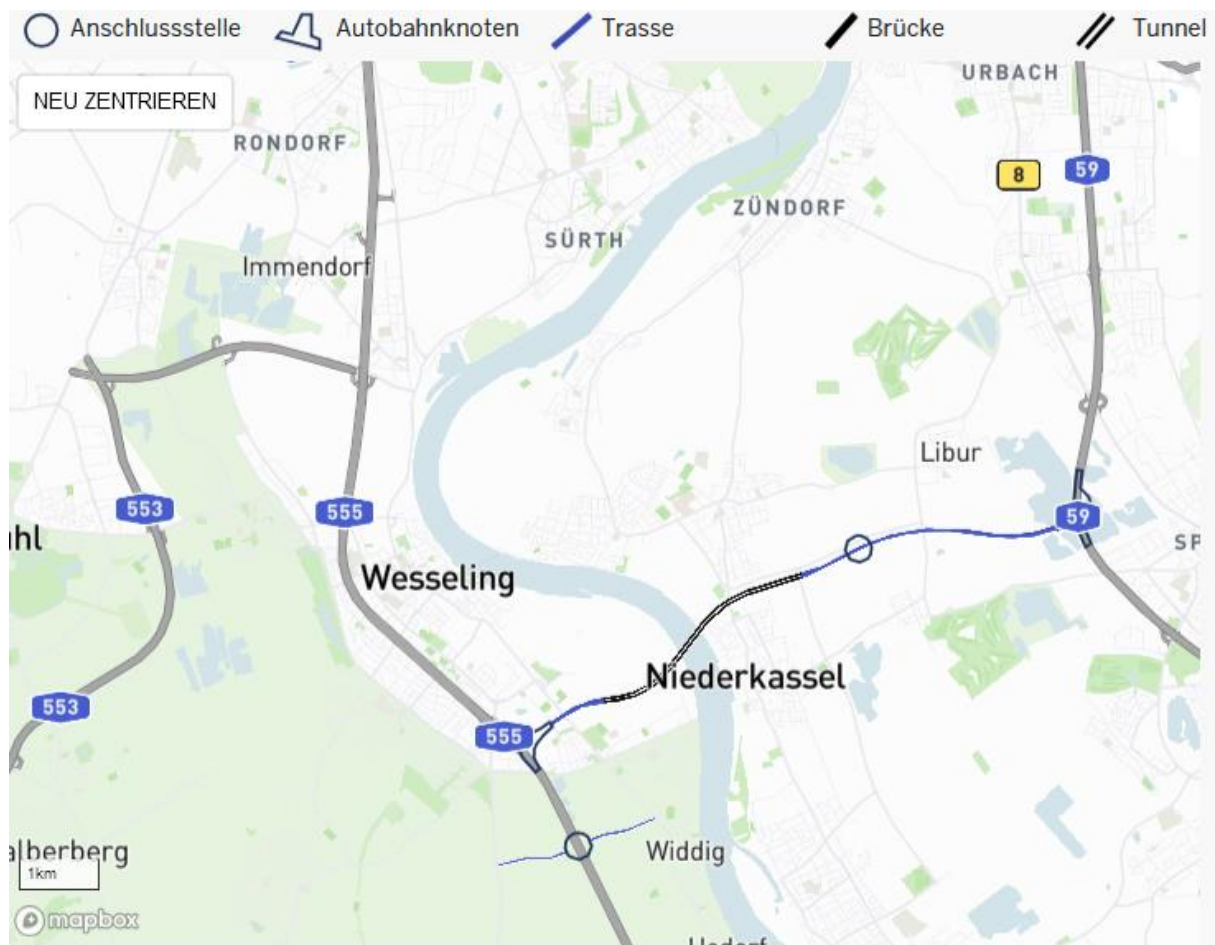 Anschlussstelle Autobahnknoten Trasse Brücke Tunnel
NEU ZENTRIEREN
URBACH
RONDORF
8
59
ZÜNDORF
SÜRTH
Immendorf
Libur
553
555
59
hl
SP
Wesseling
Niederkassel
553
555
alberberg
Widdig
1km
mapbox